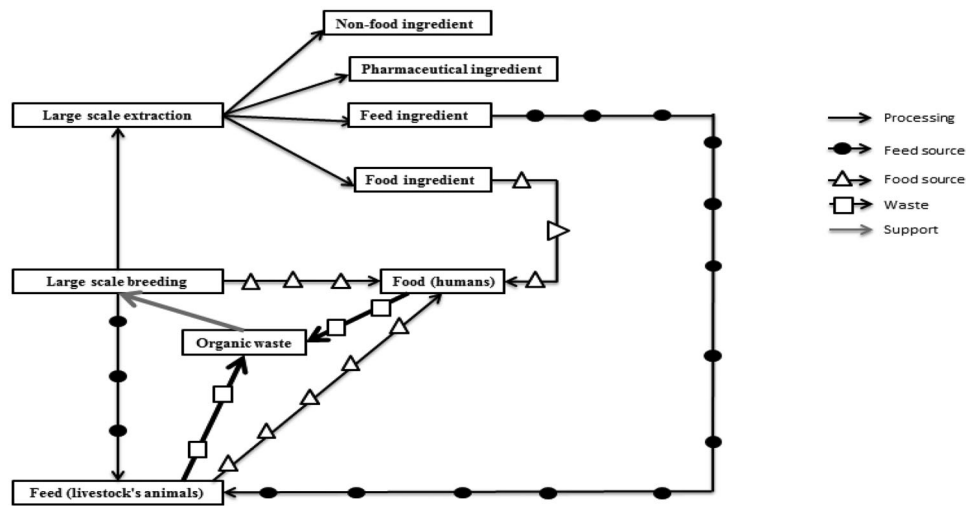 Non-food ingredient
Pharmaceutical ingredient
Large scale extraction
Feed ingredient
Food ingredient
Large scale breeding
Food (humans)
Organic waste
Feed (livestock's animals)
Processing
Feed source
Food source
Waste
Support